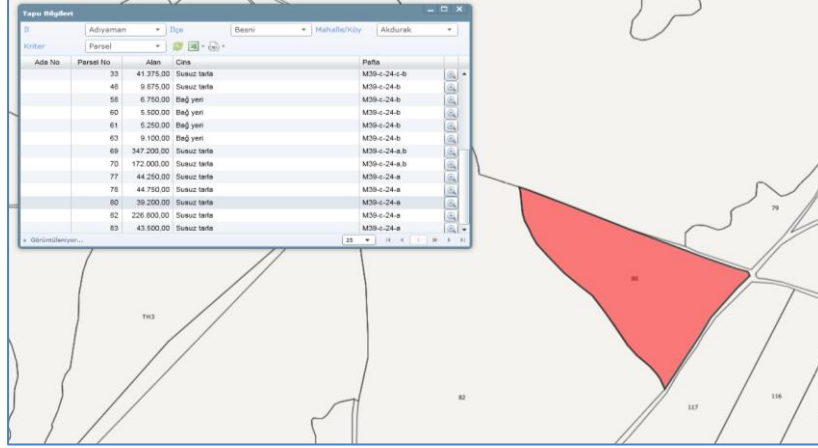 Tapu Bilgileri
İl Adıyaman İlçe Besni Mahalle/Köy Akdurak
Kriter Parsel
Ada No Parsel No Alan Cins Pafta
33 41.375,00 Susuz tarla M39-c-24-c-b
46 9.875,00 Susuz tarla M39-c-24-b
58 6.750,00 Bağ yeri M39-c-24-b
60 5.500,00 Bağ yeri M39-c-24-b
61 5.250,00 Bağ yeri M39-c-24-b
63 9.100,00 Bağ yeri M39-c-24-b
69 347.200,00 Susuz tarla M39-c-24-a,b
70 172.000,00 Susuz tarla M39-c-24-a,b
77 44.250,00 Susuz tarla M39-c-24-a
78 44.750,00 Susuz tarla M39-c-24-a
80 39.200,00 Susuz tarla M39-c-24-a
82 226.800,00 Susuz tarla M39-c-24-a
83 43.500,00 Susuz tarla M39-c-24-a
Görüntüleniyor... 25 1
79
80
TH3
82
116
117